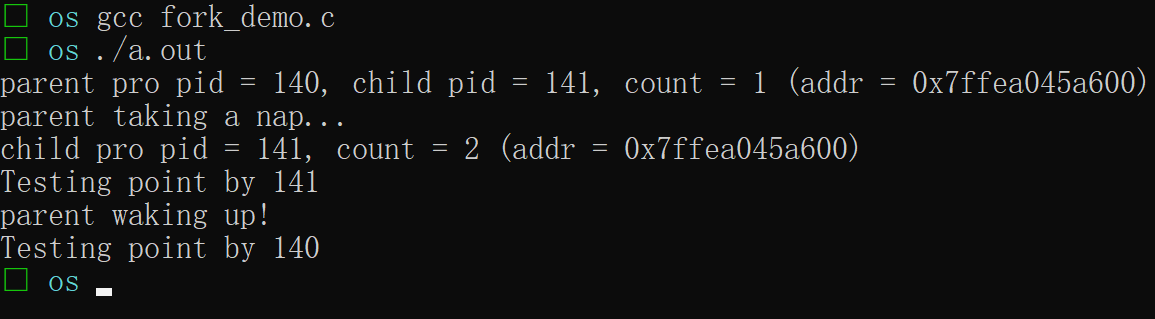 os gcc fork_demo.c
os ./a.out
parent pro pid = 140, child pid = 141, count = 1 (addr = 0x7ffea045a600)
parent taking a nap...
child pro pid = 141, count = 2 (addr = 0x7ffea045a600)
Testing point by 141
parent waking up!
Testing point by 140
os